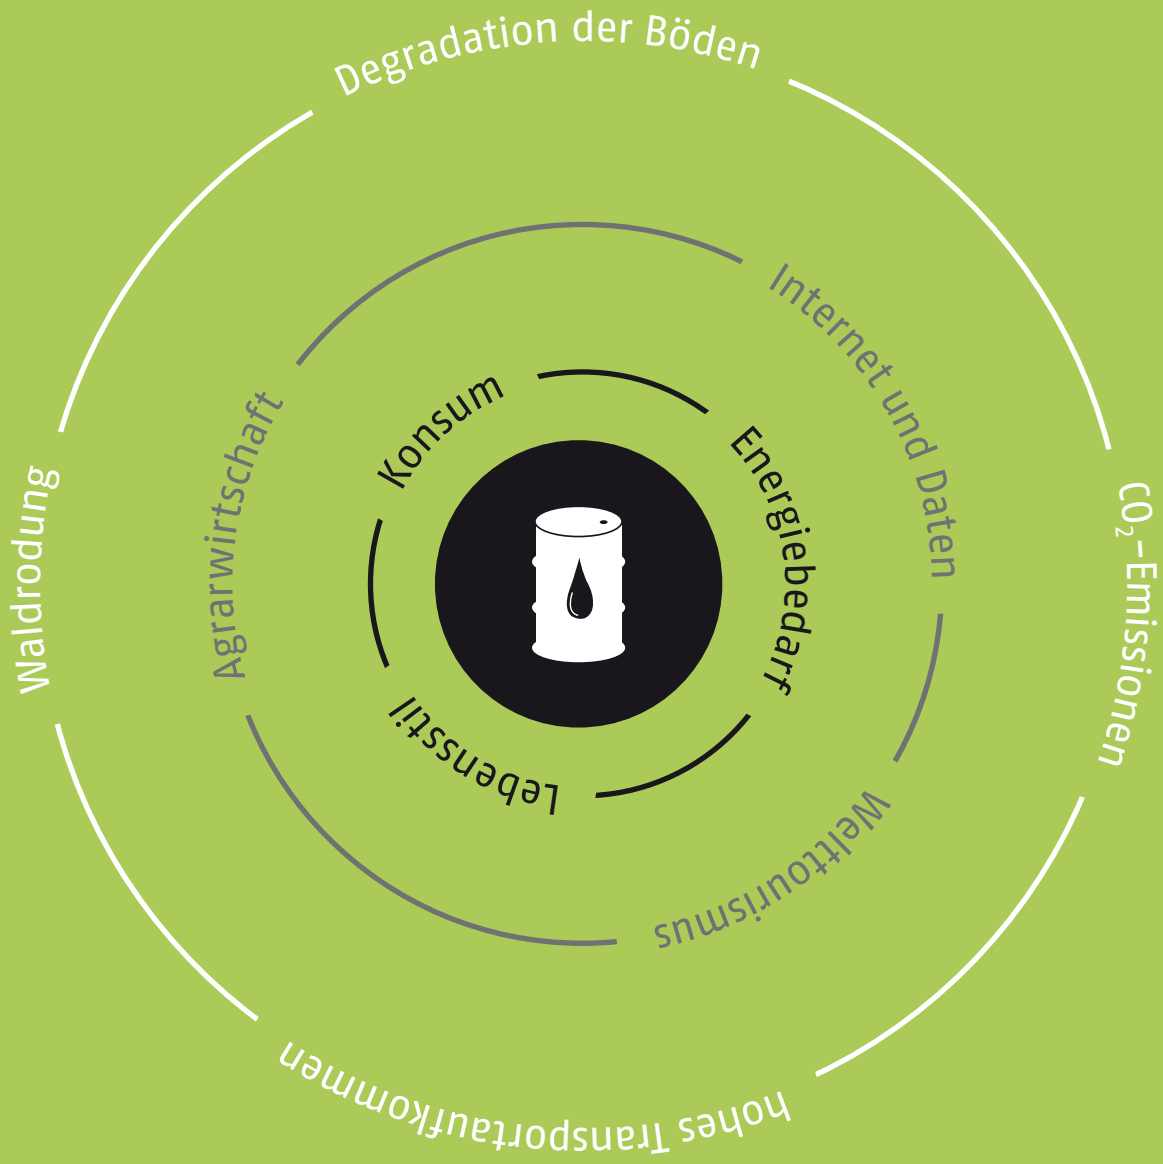 Degradation der Böden
CO₂-Emissionen
hohes Transportaufkommen
Waldrodung
Internet und Daten
Welttourismus
Agrarwirtschaft
Konsum
Energiebedarf
Lebensstil